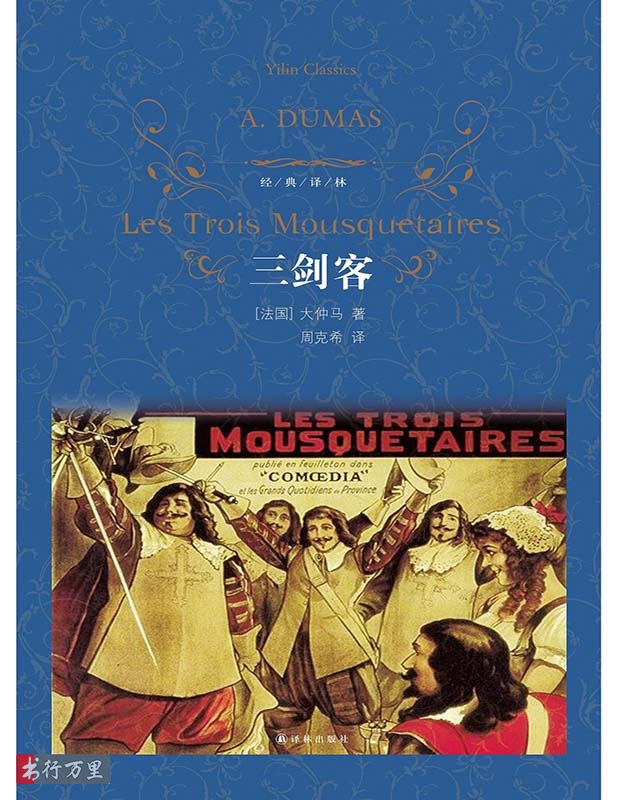 Yilin Classics
A. DUMAS
经/典/译/林
Les Trois Mousquetaires
三剑客
[法国] 大仲马 著
周克希 译
LES TROIS
MOUSQUETAIRES
publié en feuilleton dans
"COMŒDIA"
et les Grands Quotidiens de Province
译林出版社
书行万里